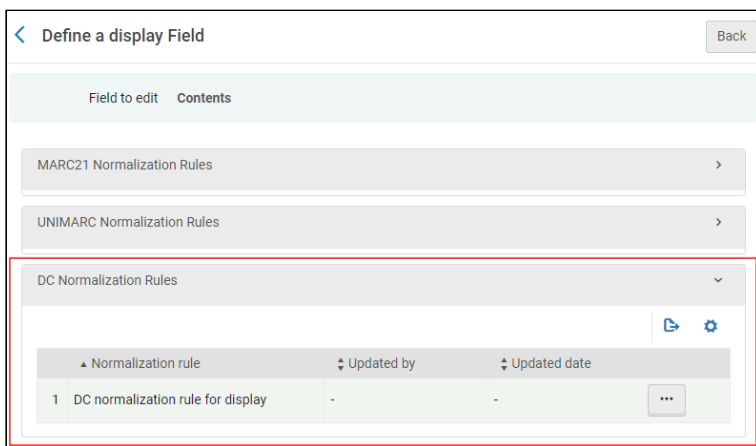 Define a display Field
Back
Field to edit Contents
MARC21 Normalization Rules
UNIMARC Normalization Rules
DC Normalization Rules
Normalization rule Updated by Updated date
1 DC normalization rule for display - -